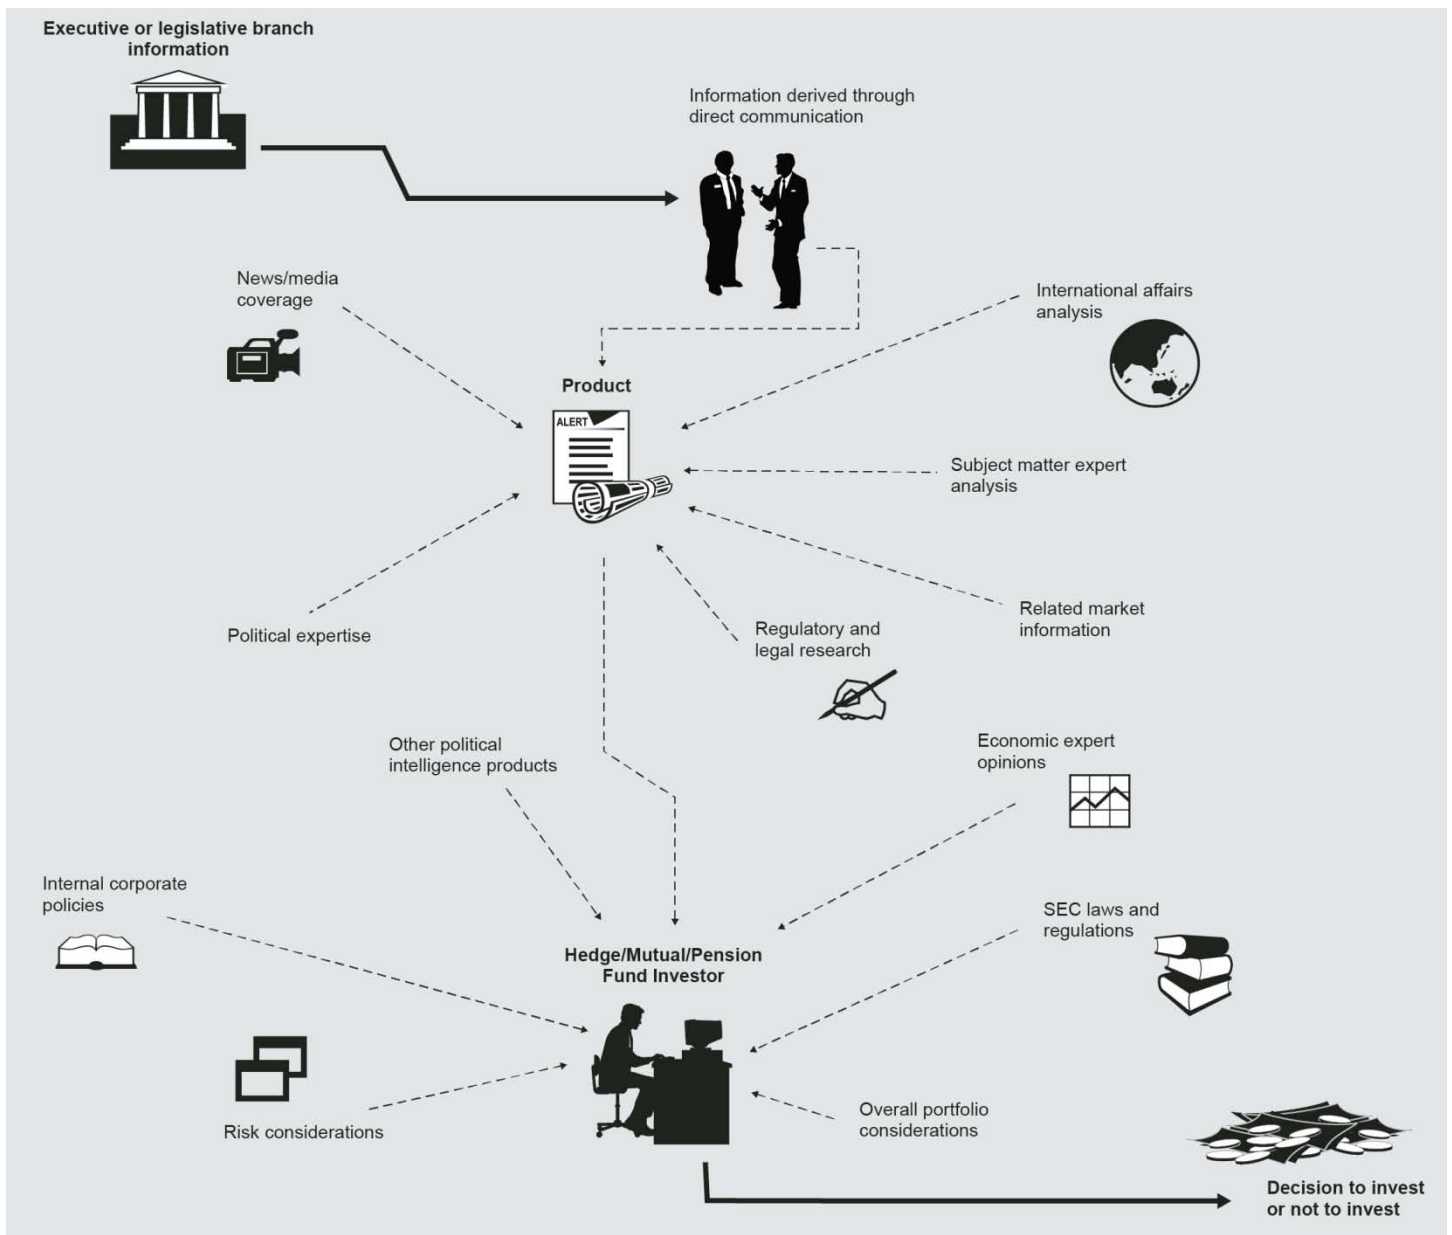 Executive or legislative branch
information
Information derived through
direct communication
News/media
coverage
International affairs
analysis
Product
ALERT
Subject matter expert
analysis
Political expertise
Regulatory and
legal research
Related market
information
Other political
intelligence products
Economic expert
opinions
Internal corporate
policies
SEC laws and
regulations
Hedge/Mutual/Pension
Fund Investor
Risk considerations
Overall portfolio
considerations
Decision to invest
or not to invest